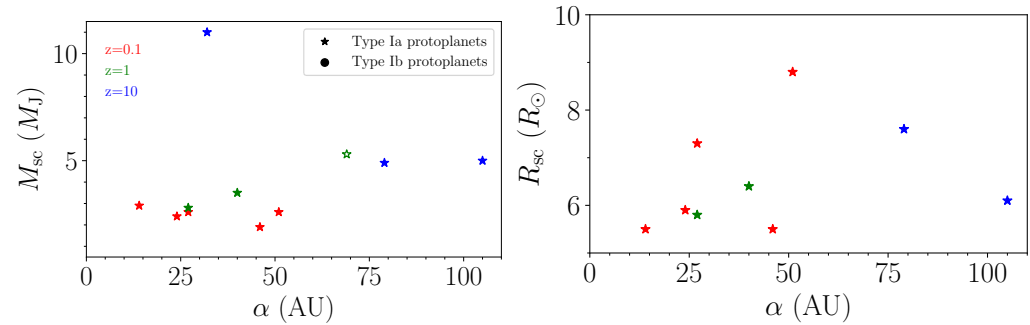 10
5
M_sc (M_J)
z=0.1
z=1
z=10
Type Ia protoplanets
Type Ib protoplanets
0 25 50 75 100
α (AU)
10
8
6
R_sc (R_⊙)
0 25 50 75 100
α (AU)